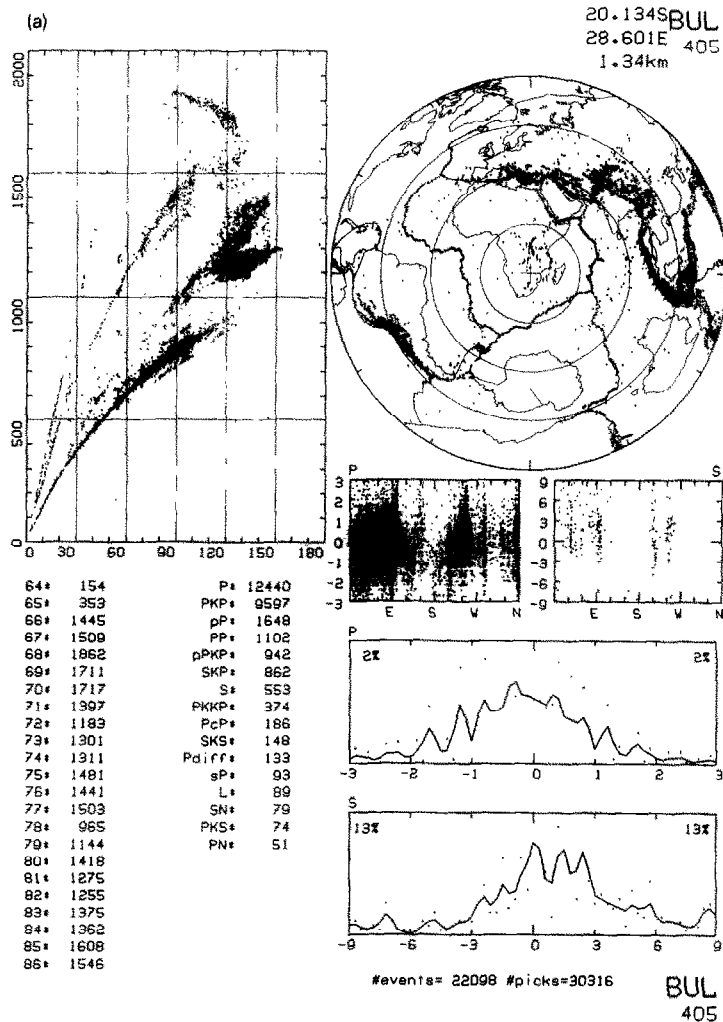 (a)
20.134S BUL
28.601E 405
1.34km
2000
1500
1000
500
0
0 30 60 90 120 150 180
P
3
2
1
0
-1
-2
-3
E S W N
S
9
6
3
0
-3
-6
-9
E S W N
64: 154 P: 12440
65: 353 PKP: 9597
66: 1445 pP: 1648
67: 1509 PP: 1102
68: 1862 pPKP: 942
69: 1711 SKP: 862
70: 1717 S: 553
71: 1397 PKKP: 374
72: 1183 PcP: 186
73: 1301 SKS: 148
74: 1311 Pdiff: 133
75: 1481 sP: 93
76: 1441 L: 89
77: 1503 SN: 79
78: 965 PKS: 74
79: 1144 PN: 51
80: 1418
81: 1275
82: 1255
83: 1375
84: 1362
85: 1608
86: 1546
P
2% 2%
-3 -2 -1 0 1 2 3
S
13% 13%
-9 -6 -3 0 3 6 9
#events= 22098 #picks=30316
BUL
405